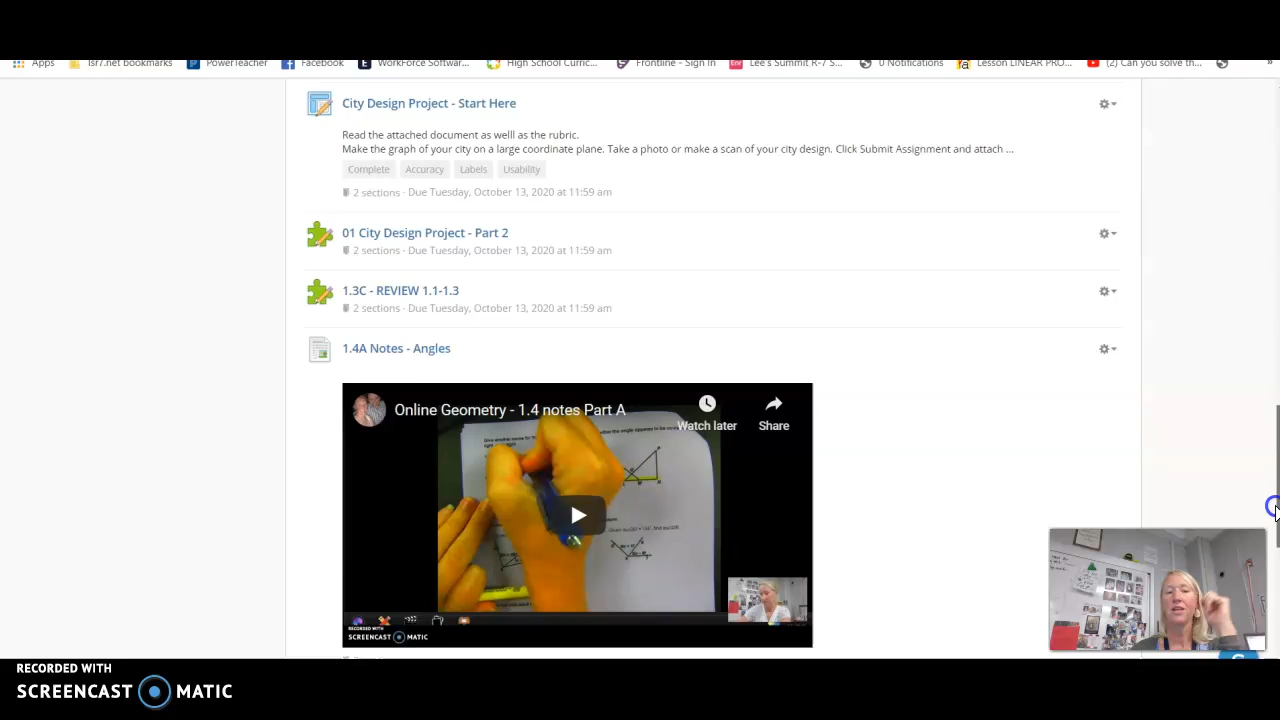 Apps lsr7.net bookmarks PowerTeacher Facebook WorkForce Softwar... High School Curric... Frontline - Sign In Lee's Summit R-7 S... 0 Notifications Lesson LINEAR PRO... (2) Can you solve th... »
City Design Project - Start Here
Read the attached document as welll as the rubric.
Make the graph of your city on a large coordinate plane. Take a photo or make a scan of your city design. Click Submit Assignment and attach ...
Complete Accuracy Labels Usability
2 sections · Due Tuesday, October 13, 2020 at 11:59 am
01 City Design Project - Part 2
2 sections · Due Tuesday, October 13, 2020 at 11:59 am
1.3C - REVIEW 1.1-1.3
2 sections · Due Tuesday, October 13, 2020 at 11:59 am
1.4A Notes - Angles
Online Geometry - 1.4 notes Part A
Watch later Share
RECORDED WITH
SCREENCAST MATIC
RECORDED WITH
SCREENCAST MATIC